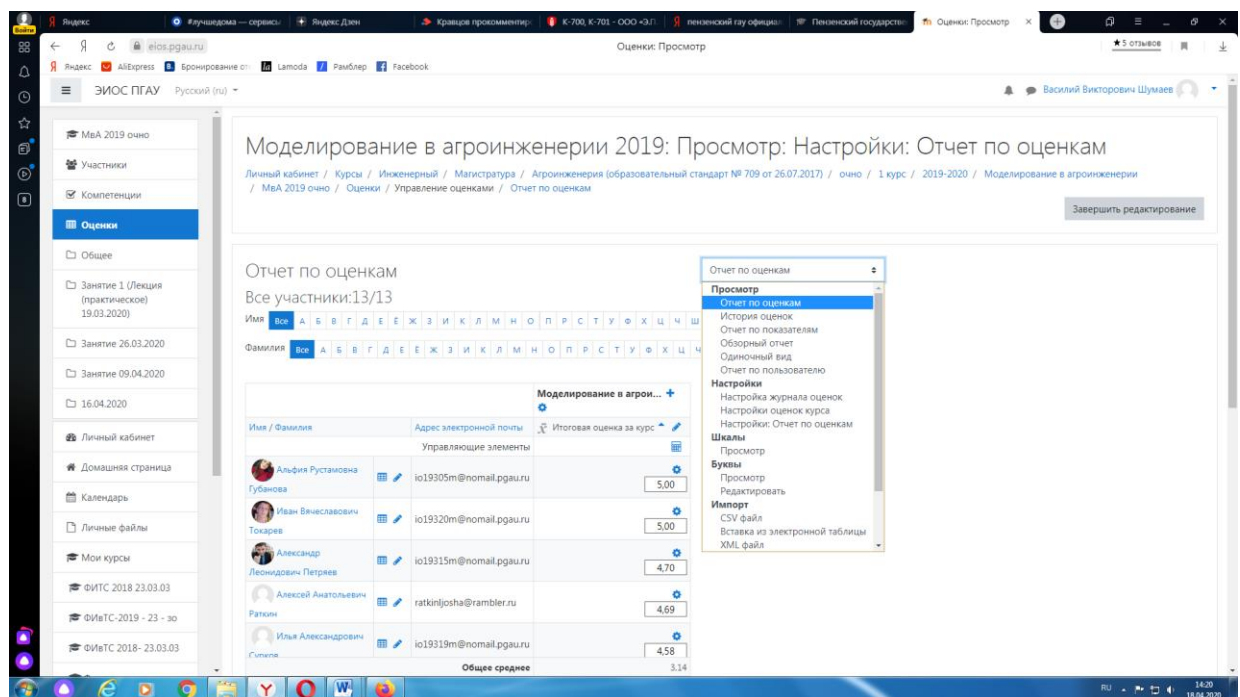 Войти
Яндекс
#лучшедома — сервисы
Яндекс Дзен
Кравцов прокомментиро
К-700, К-701 - ООО «Э.П.
пензенский гау официал
Пензенский государстве
Оценки: Просмотр
eios.pgau.ru
Оценки: Просмотр
★ 5 отзывов
Яндекс
AliExpress
Бронирование от
Lamoda
Рамблер
Facebook
ЭИОС ПГАУ
Русский (ru)
Василий Викторович Шумаев
МвА 2019 очно
Участники
Компетенции
Оценки
Общее
Занятие 1 (Лекция
(практическое)
19.03.2020)
Занятие 26.03.2020
Занятие 09.04.2020
16.04.2020
Личный кабинет
Домашняя страница
Календарь
Личные файлы
Мои курсы
ФИТС 2018 23.03.03
ФИвТС-2019 - 23 - зо
ФИвТС 2018- 23.03.03
Моделирование в агроинженерии 2019: Просмотр: Настройки: Отчет по оценкам
Личный кабинет / Курсы / Инженерный / Магистратура / Агроинженерия (образовательный стандарт № 709 от 26.07.2017) / очно / 1 курс / 2019-2020 / Моделирование в агроинженерии
/ МвА 2019 очно / Оценки / Управление оценками / Отчет по оценкам
Завершить редактирование
Отчет по оценкам
Все участники:13/13
Имя Все А Б В Г Д Е Ё Ж З И К Л М Н О П Р С Т У Ф Х Ц Ч Ш
Фамилия Все А Б В Г Д Е Ё Ж З И К Л М Н О П Р С Т У Ф Х Ц Ч
Моделирование в агрои...
Имя / Фамилия
Адрес электронной почты
Итоговая оценка за курс
Управляющие элементы
Альфия Рустамовна
Губанова
io19305m@nomail.pgau.ru
5,00
Иван Вячеславович
Токарев
io19320m@nomail.pgau.ru
5,00
Александр
Леонидович Петряев
io19315m@nomail.pgau.ru
4,70
Алексей Анатольевич
Раткин
ratkinljosha@rambler.ru
4,69
Илья Александрович
io19319m@nomail.pgau.ru
4,58
Общее среднее
3.14
Отчет по оценкам
Просмотр
Отчет по оценкам
История оценок
Отчет по показателям
Обзорный отчет
Одиночный вид
Отчет по пользователю
Настройки
Настройка журнала оценок
Настройки оценок курса
Настройки: Отчет по оценкам
Шкалы
Просмотр
Буквы
Просмотр
Редактировать
Импорт
CSV файл
Вставка из электронной таблицы
XML файл
RU
14:20
18.04.2020